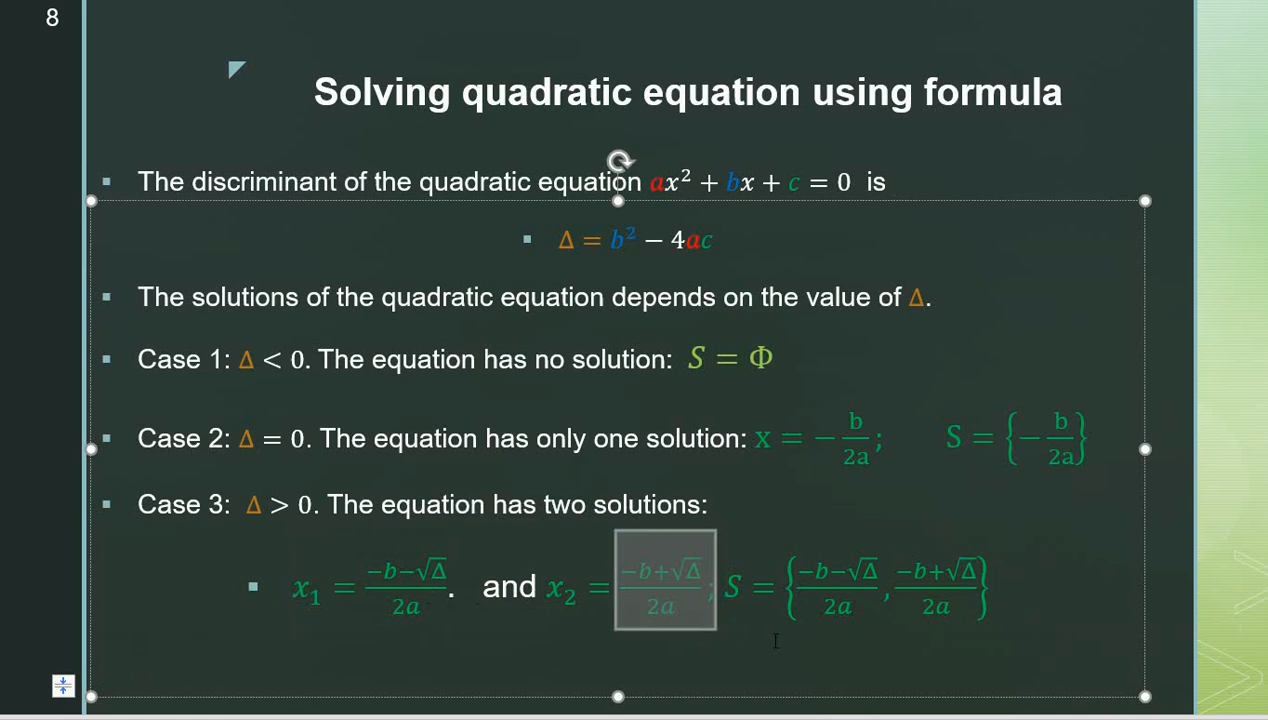 8
Solving quadratic equation using formula
▪ The discriminant of the quadratic equation 𝑎𝑥² + 𝑏𝑥 + 𝑐 = 0 is
▪ Δ = 𝑏² − 4𝑎𝑐
▪ The solutions of the quadratic equation depends on the value of Δ.
▪ Case 1: Δ < 0. The equation has no solution: 𝑆 = Φ
▪ Case 2: Δ = 0. The equation has only one solution: x = −b/2a; S = {−b/2a}
▪ Case 3: Δ > 0. The equation has two solutions:
▪ 𝑥₁ = (−𝑏−√Δ)/2𝑎. and 𝑥₂ = (−𝑏+√Δ)/2𝑎; 𝑆 = {(−𝑏−√Δ)/2𝑎, (−𝑏+√Δ)/2𝑎}